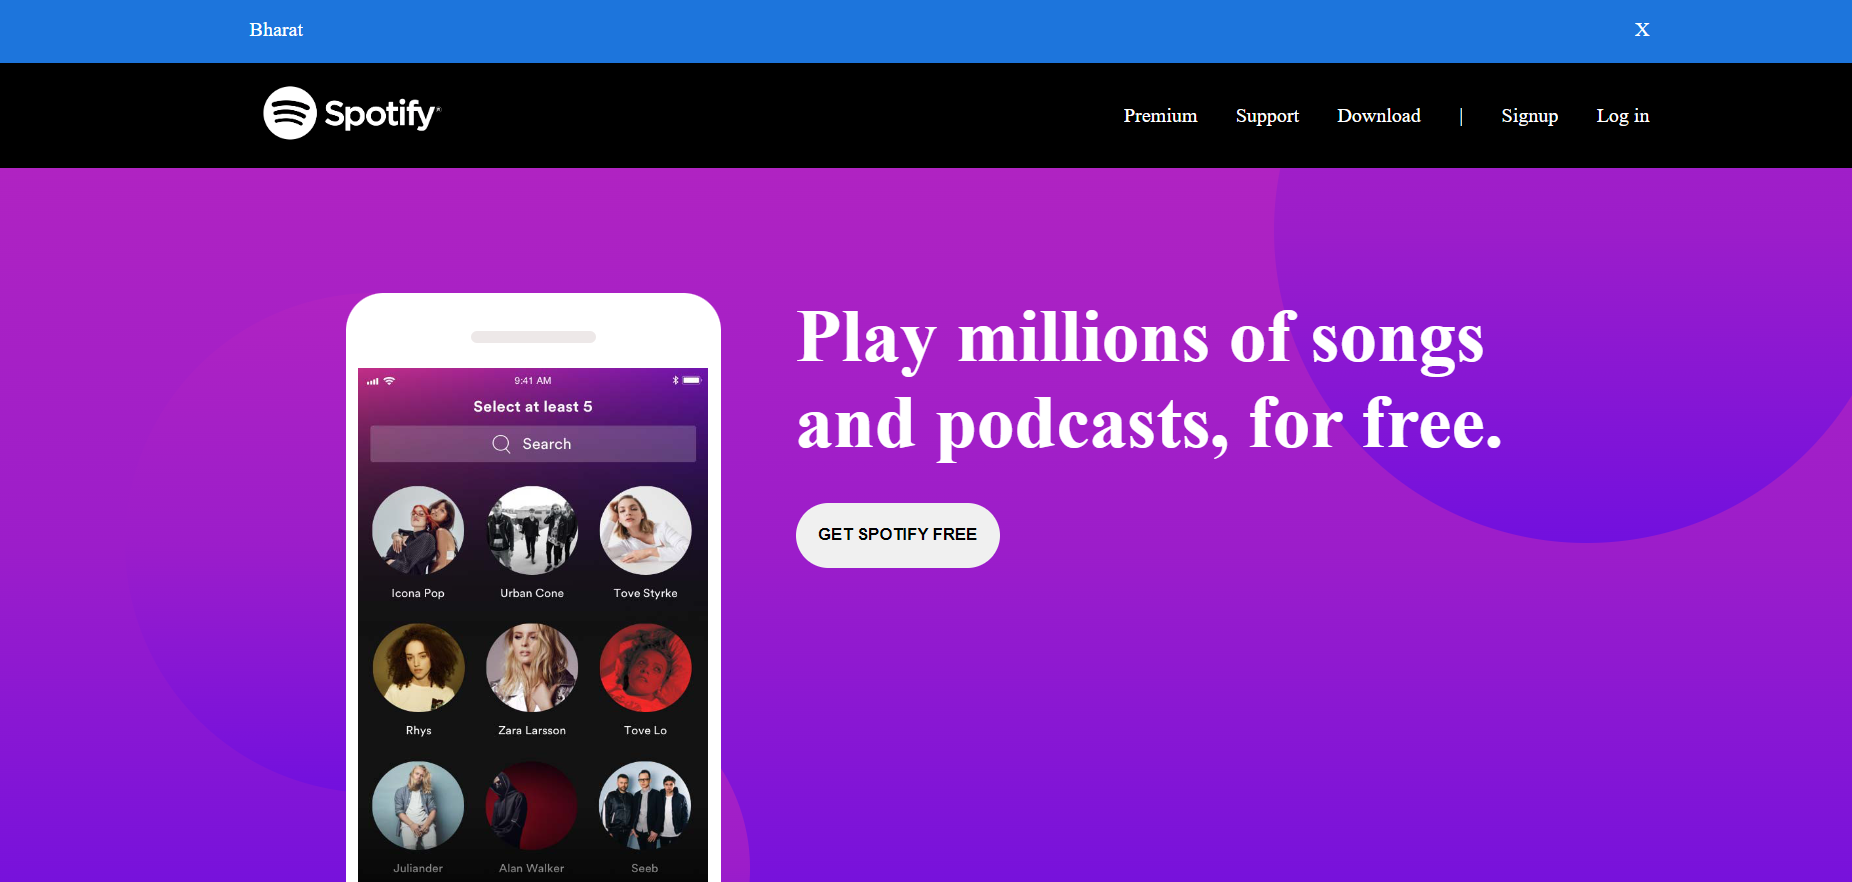 Bharat X
Spotify®
Premium Support Download | Signup Log in
Play millions of songs
and podcasts, for free.
GET SPOTIFY FREE
9:41 AM
Select at least 5
Search
Icona Pop Urban Cone Tove Styrke
Rhys Zara Larsson Tove Lo
Juliander Alan Walker Seeb